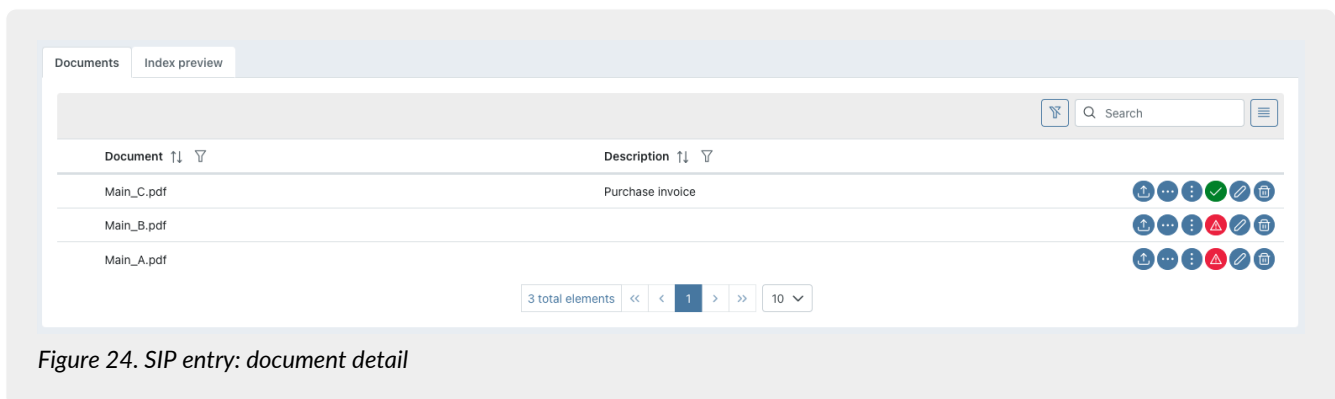 Documents Index preview
Search
Document Description
Main_C.pdf Purchase invoice
Main_B.pdf
Main_A.pdf
3 total elements << < 1 > >> 10
Figure 24. SIP entry: document detail